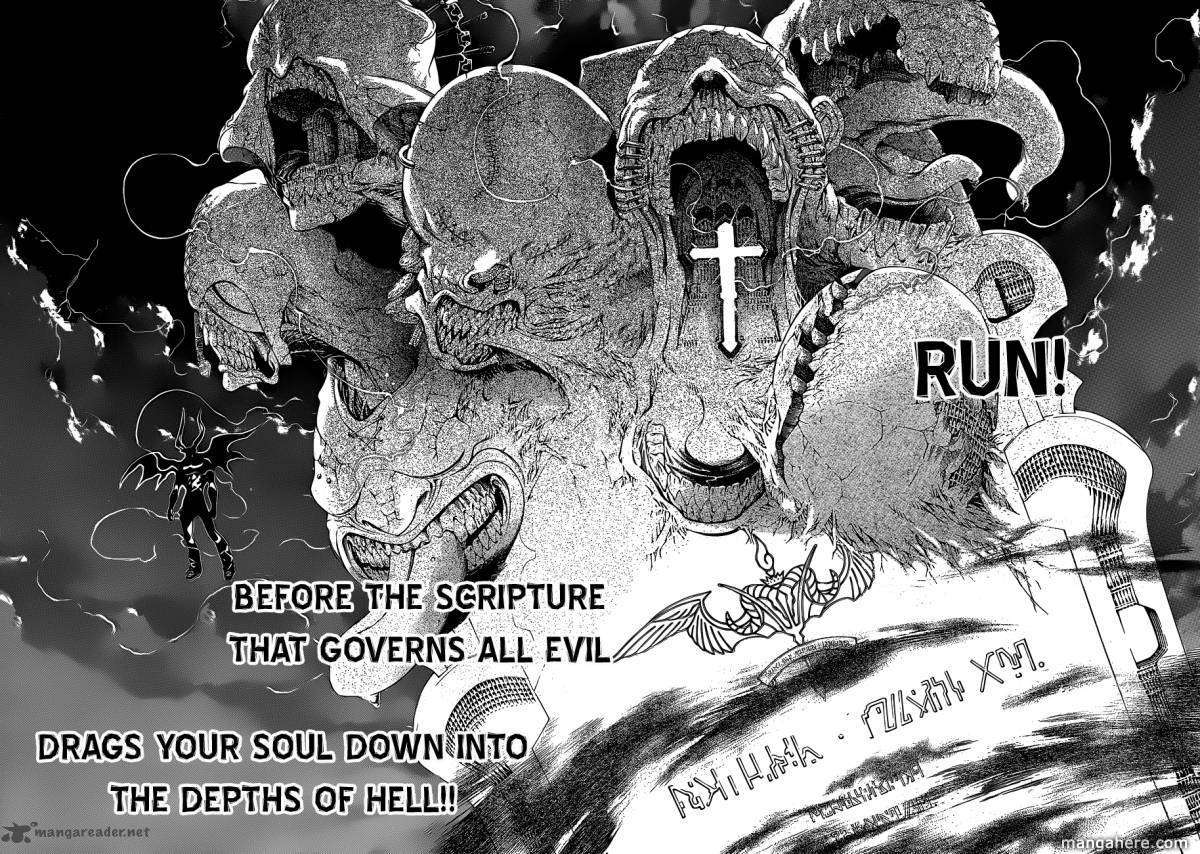 RUN!
BEFORE THE SCRIPTURE
THAT GOVERNS ALL EVIL
DRAGS YOUR SOUL DOWN INTO
THE DEPTHS OF HELL!!
mangareader.net
mangahere.com